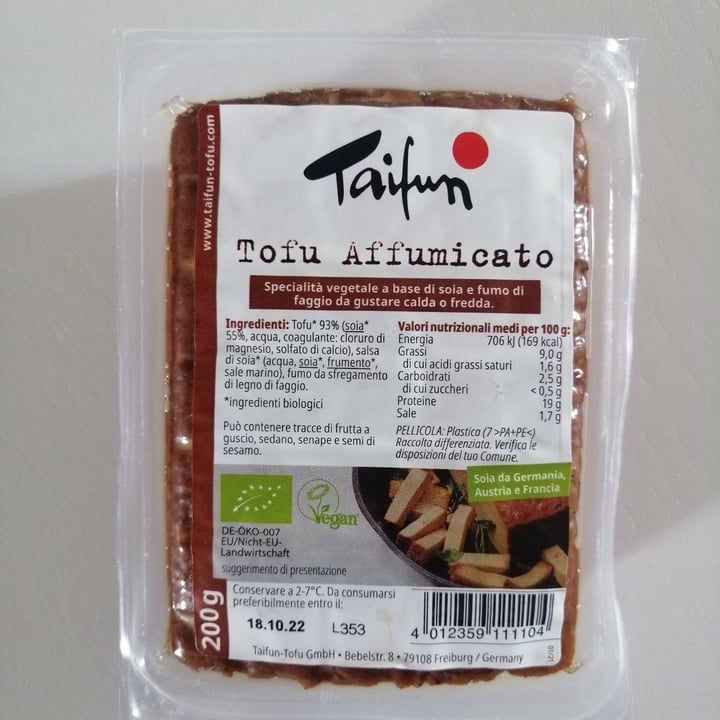 www.taifun-tofu.com
Taifun
Tofu Affumicato
Specialità vegetale a base di soia e fumo di
faggio da gustare calda o fredda.
Ingredienti: Tofu* 93% (soia*
55%, acqua, coagulante: cloruro di
magnesio, solfato di calcio), salsa
di soia* (acqua, soia*, frumento*,
sale marino), fumo da sfregamento
di legno di faggio.
*ingredienti biologici
Può contenere tracce di frutta a
guscio, sedano, senape e semi di
sesamo.
Valori nutrizionali medi per 100 g:
Energia 706 kJ (169 kcal)
Grassi 9,0 g
di cui acidi grassi saturi 1,6 g
Carboidrati 2,5 g
di cui zuccheri <0,5 g
Proteine 19 g
Sale 1,7 g
PELLICOLA: Plastica (7 >PA+PE<)
Raccolta differenziata. Verifica le
disposizioni del tuo Comune.
Soia da Germania,
Austria e Francia
Vegan
DE-ÖKO-007
EU/Nicht-EU-
Landwirtschaft
suggerimento di presentazione
200g
Conservare a 2-7°C. Da consumarsi
preferibilmente entro il:
18.10.22 L353
4 012359 111104
Taifun-Tofu GmbH • Bebelstr. 8 • 79108 Freiburg / Germany
01/21